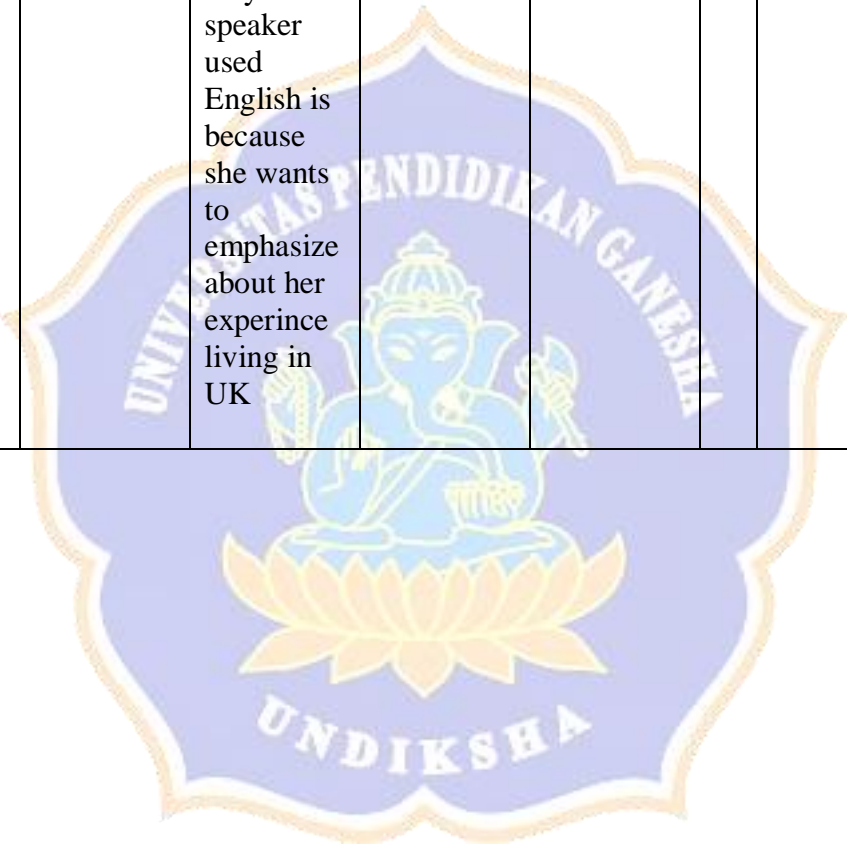 speaker
used
English is
because
she wants
to
emphasize
about her
experince
living in
UK
UNIVERSITAS PENDIDIKAN GANESHA
UNDIKSHA